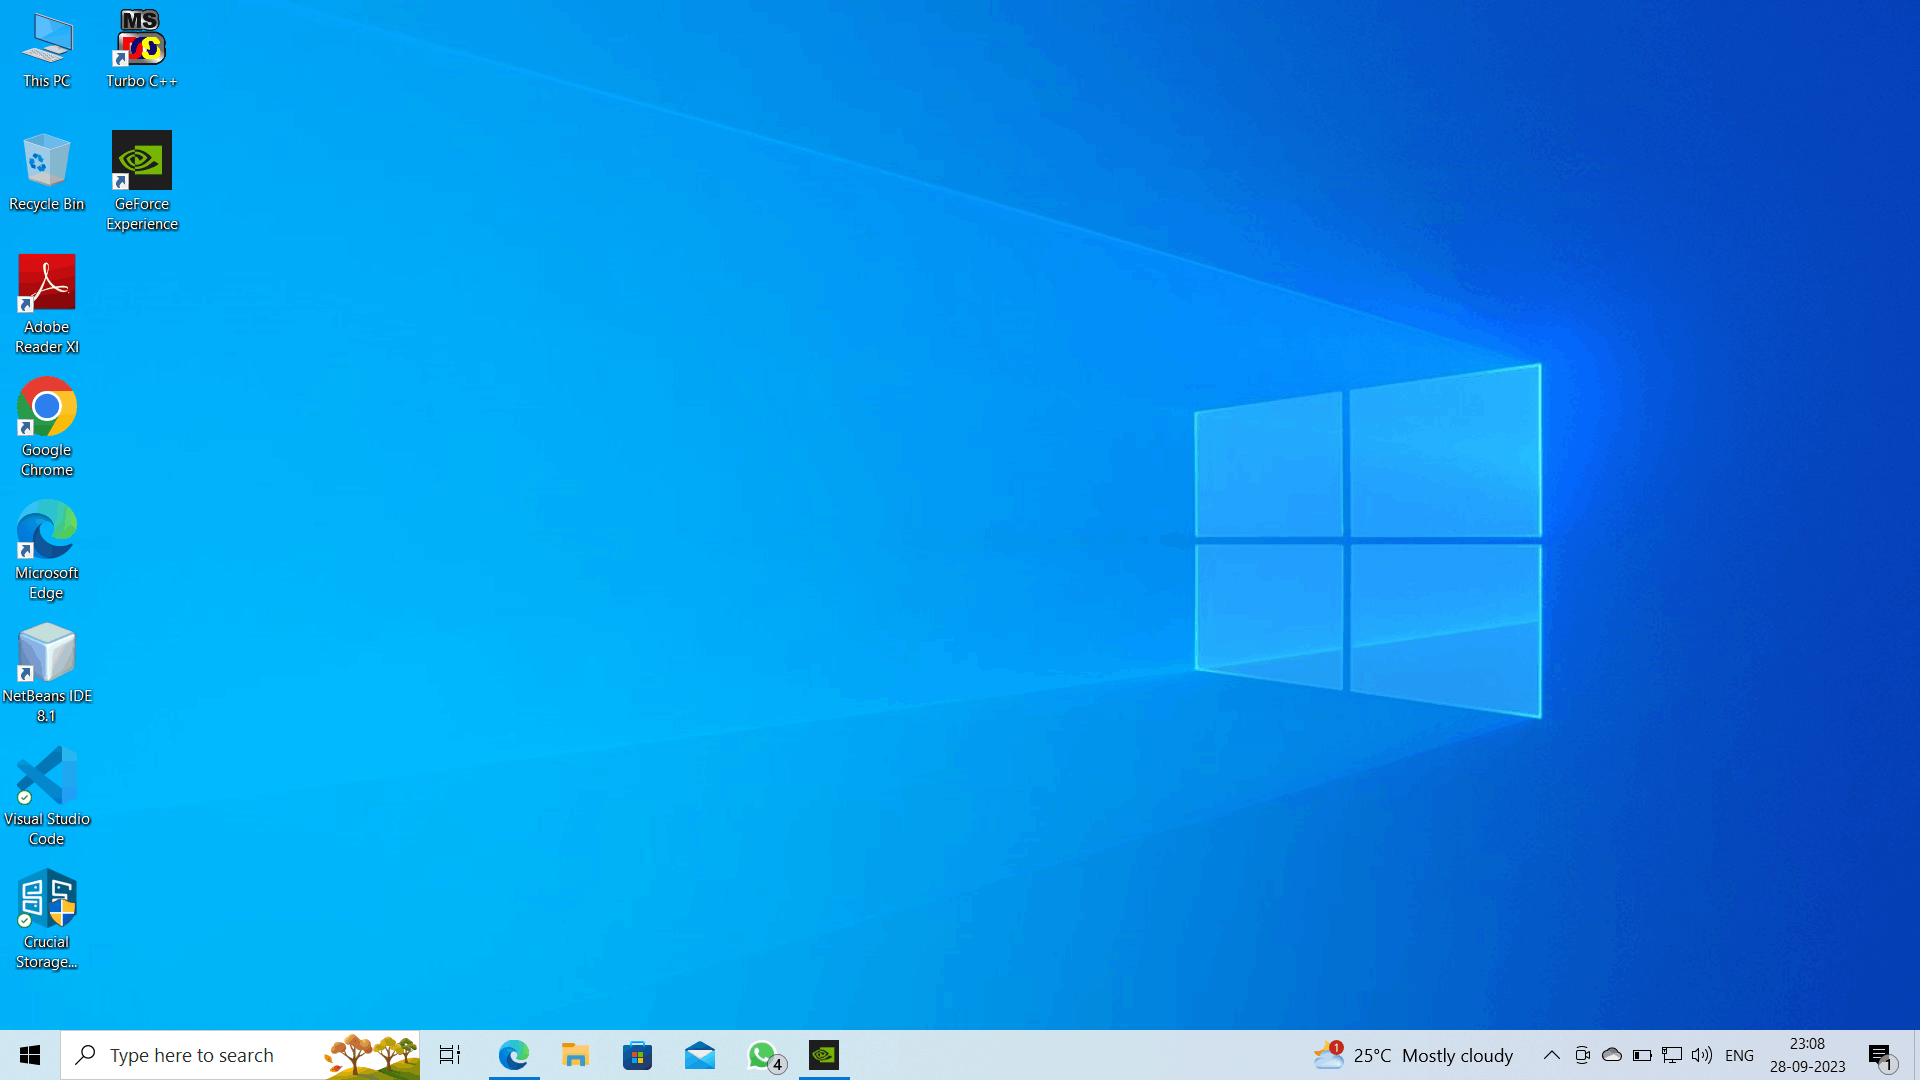 This PC
MS
Turbo C++
Recycle Bin
GeForce
Experience
Adobe
Reader XI
Google
Chrome
Microsoft
Edge
NetBeans IDE
8.1
Visual Studio
Code
Crucial
Storage...
Type here to search
4
1
25°C Mostly cloudy
ENG
23:08
28-09-2023
1